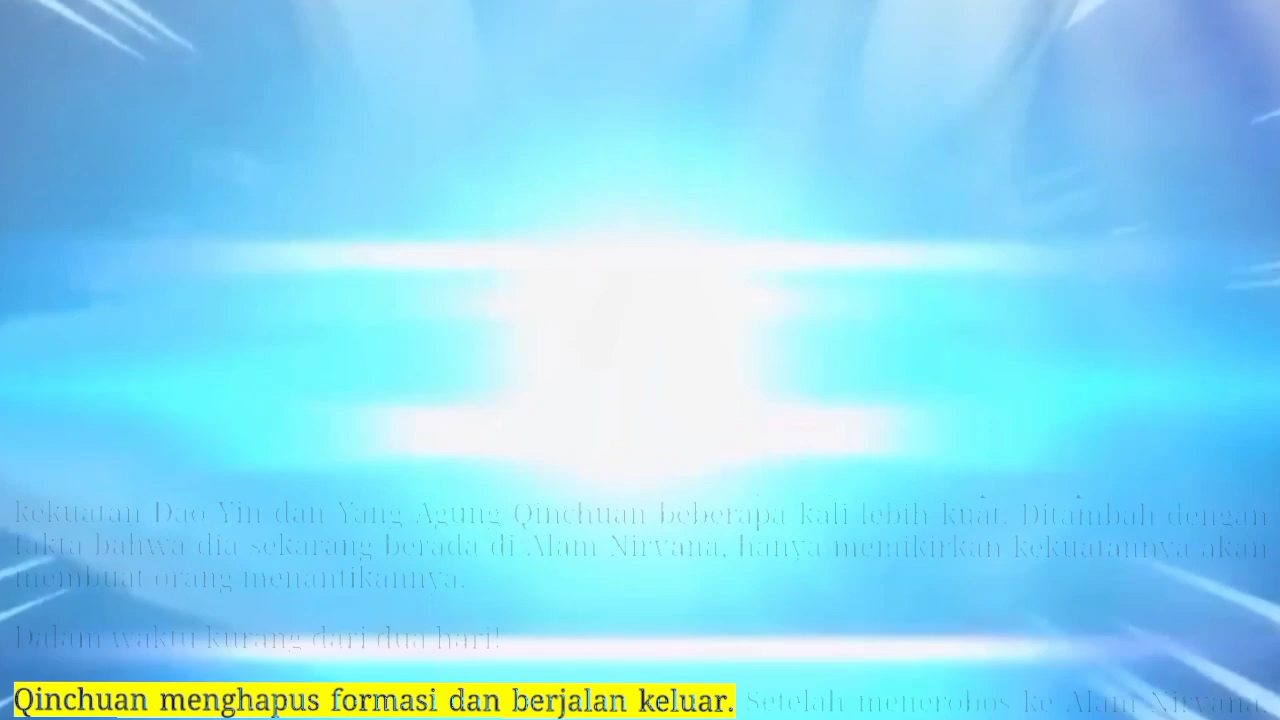 kekuatan Dao Yin dan Yang Agung Qinchuan beberapa kali lebih kuat. Ditambah dengan
fakta bahwa dia sekarang berada di Alam Nirvana, hanya memikirkan kekuatannya akan
membuat orang menantikannya.
Dalam waktu kurang dari dua hari!
Qinchuan menghapus formasi dan berjalan keluar. Setelah menerobos ke Alam Nirvana,